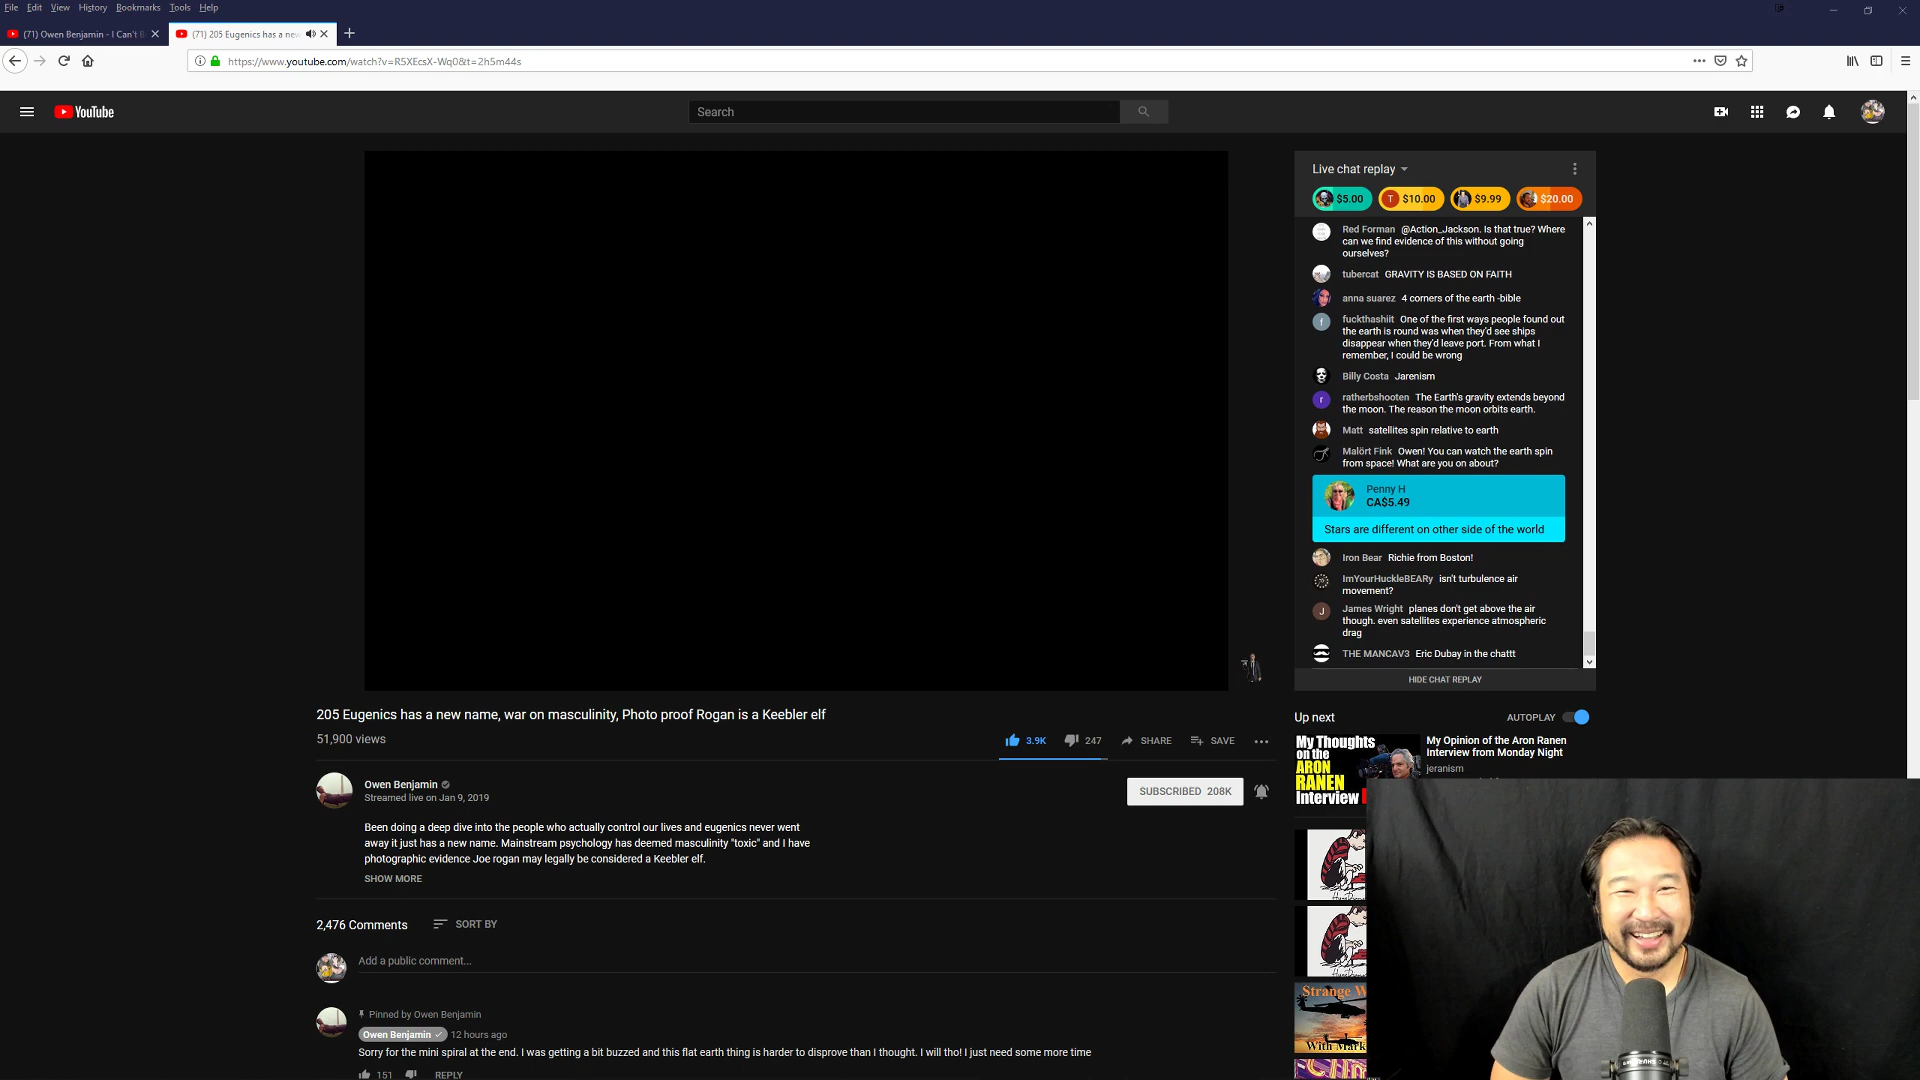 File Edit View History Bookmarks Tools Help
(71) Owen Benjamin - I Can't B
(71) 205 Eugenics has a new
https://www.youtube.com/watch?v=R5XEcsX-Wq0&t=2h5m44s
YouTube
Search
Live chat replay
$5.00 T $10.00 $9.99 $20.00
Red Forman @Action_Jackson. Is that true? Where
can we find evidence of this without going
ourselves?
tubercat GRAVITY IS BASED ON FAITH
anna suarez 4 corners of the earth -bible
f fuckthashiit One of the first ways people found out
the earth is round was when they'd see ships
disappear when they'd leave port. From what I
remember, I could be wrong
Billy Costa Jarenism
r ratherbshooten The Earth's gravity extends beyond
the moon. The reason the moon orbits earth.
Matt satellites spin relative to earth
Malört Fink Owen! You can watch the earth spin
from space! What are you on about?
Penny H
CA$5.49
Stars are different on other side of the world
Iron Bear Richie from Boston!
ImYourHuckleBEARy isn't turbulence air
movement?
J James Wright planes don't get above the air
though. even satellites experience atmospheric
drag
THE MANCAV3 Eric Dubay in the chattt
HIDE CHAT REPLAY
205 Eugenics has a new name, war on masculinity, Photo proof Rogan is a Keebler elf
51,900 views
3.9K 247 SHARE SAVE
Owen Benjamin
Streamed live on Jan 9, 2019
SUBSCRIBED 208K
Been doing a deep dive into the people who actually control our lives and eugenics never went
away it just has a new name. Mainstream psychology has deemed masculinity "toxic" and I have
photographic evidence Joe rogan may legally be considered a Keebler elf.
SHOW MORE
2,476 Comments SORT BY
Add a public comment...
Pinned by Owen Benjamin
Owen Benjamin 12 hours ago
Sorry for the mini spiral at the end. I was getting a bit buzzed and this flat earth thing is harder to disprove than I thought. I will tho! I just need some more time
151 REPLY
Up next AUTOPLAY
My Thoughts
on the
ARON
RANEN
Interview
My Opinion of the Aron Ranen
Interview from Monday Night
jeranism
Strange W
With Mark